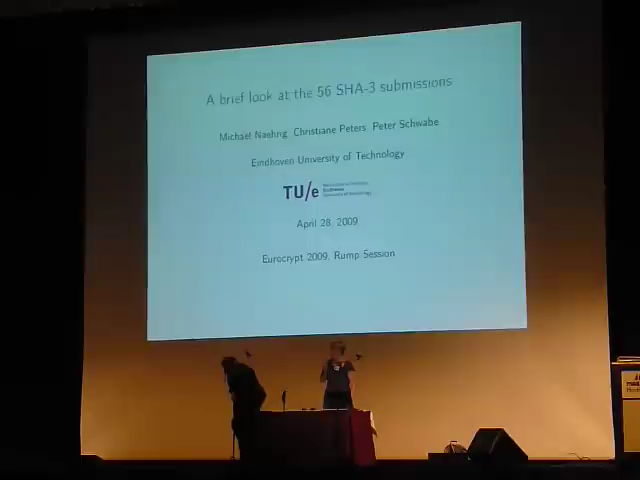 A brief look at the 56 SHA-3 submissions
Michael Naehrig, Christiane Peters, Peter Schwabe
Eindhoven University of Technology
TU/e
April 28, 2009
Eurocrypt 2009, Rump Session